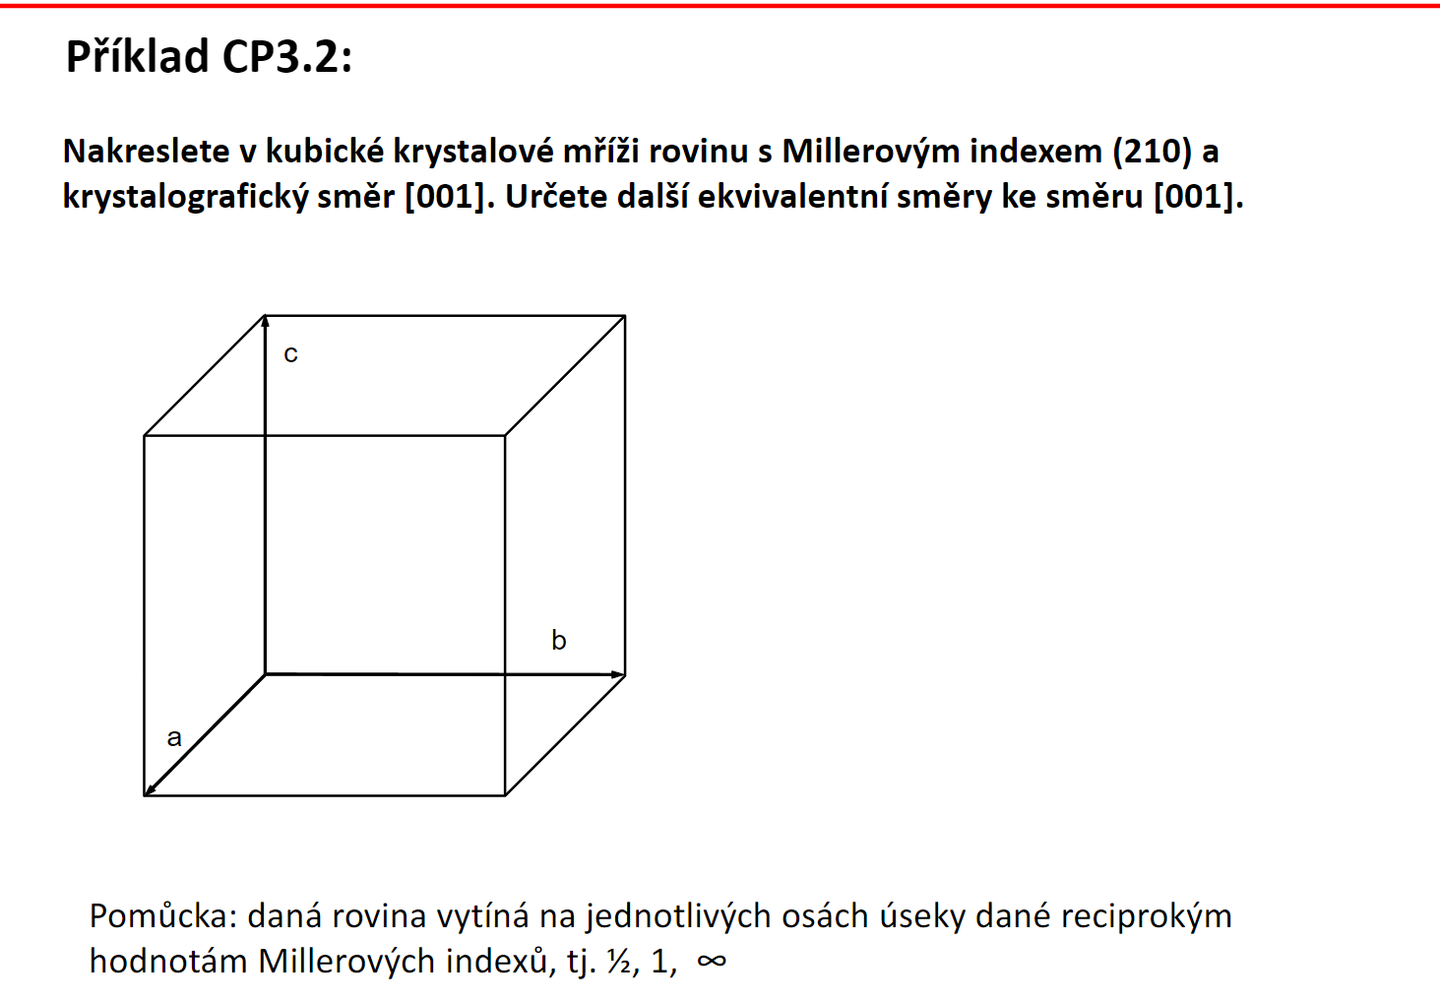 Příklad CP3.2:
Nakreslete v kubické krystalové mříži rovinu s Millerovým indexem (210) a
krystalografický směr [001]. Určete další ekvivalentní směry ke směru [001].
c
b
a
Pomůcka: daná rovina vytíná na jednotlivých osách úseky dané reciprokým
hodnotám Millerových indexů, tj. ½, 1, ∞